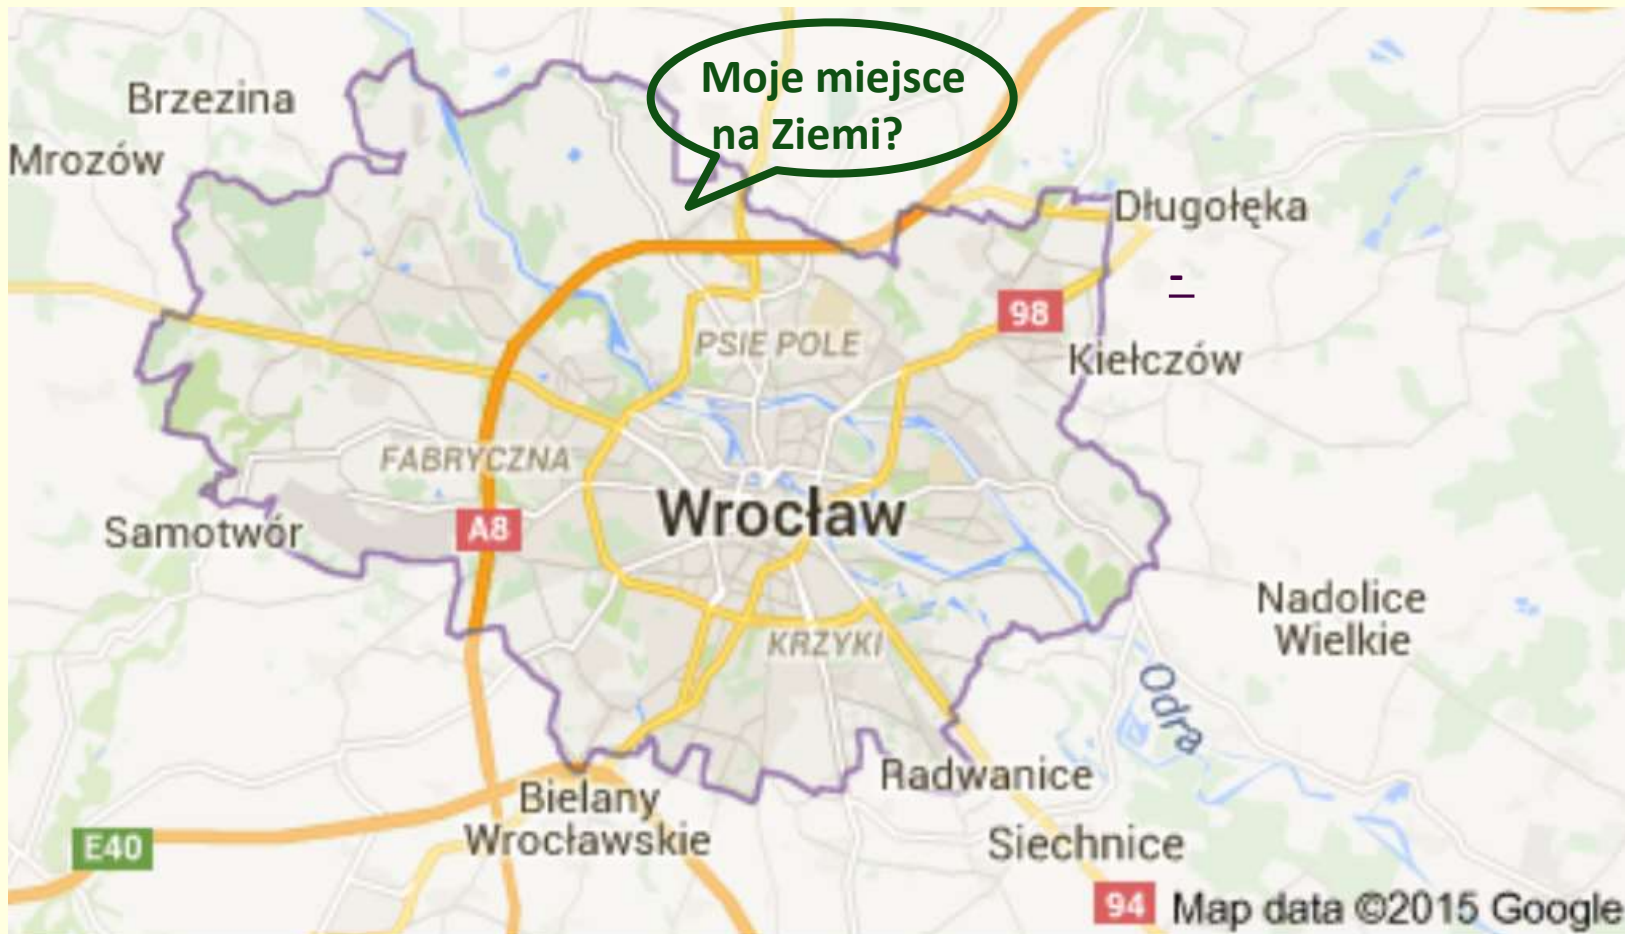 Moje miejsce
na Ziemi?
Brzezina
Mrozów
Długołęka
-
98
PSIE POLE
Kiełczów
FABRYCZNA
Wrocław
Samotwór
A8
Nadolice
Wielkie
KRZYKI
Odra
Radwanice
Bielany
Wrocławskie
E40
Siechnice
94 Map data ©2015 Google